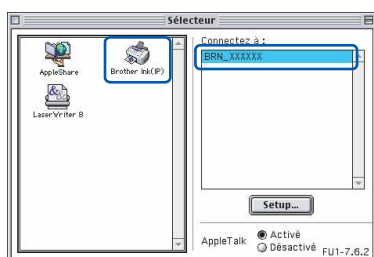 Sélecteur
AppleShare
Brother Ink(IP)
LaserWriter 8
Connectez à :
BRN_XXXXXX
Setup...
AppleTalk
Activé
Désactivé
FU1-7.6.2